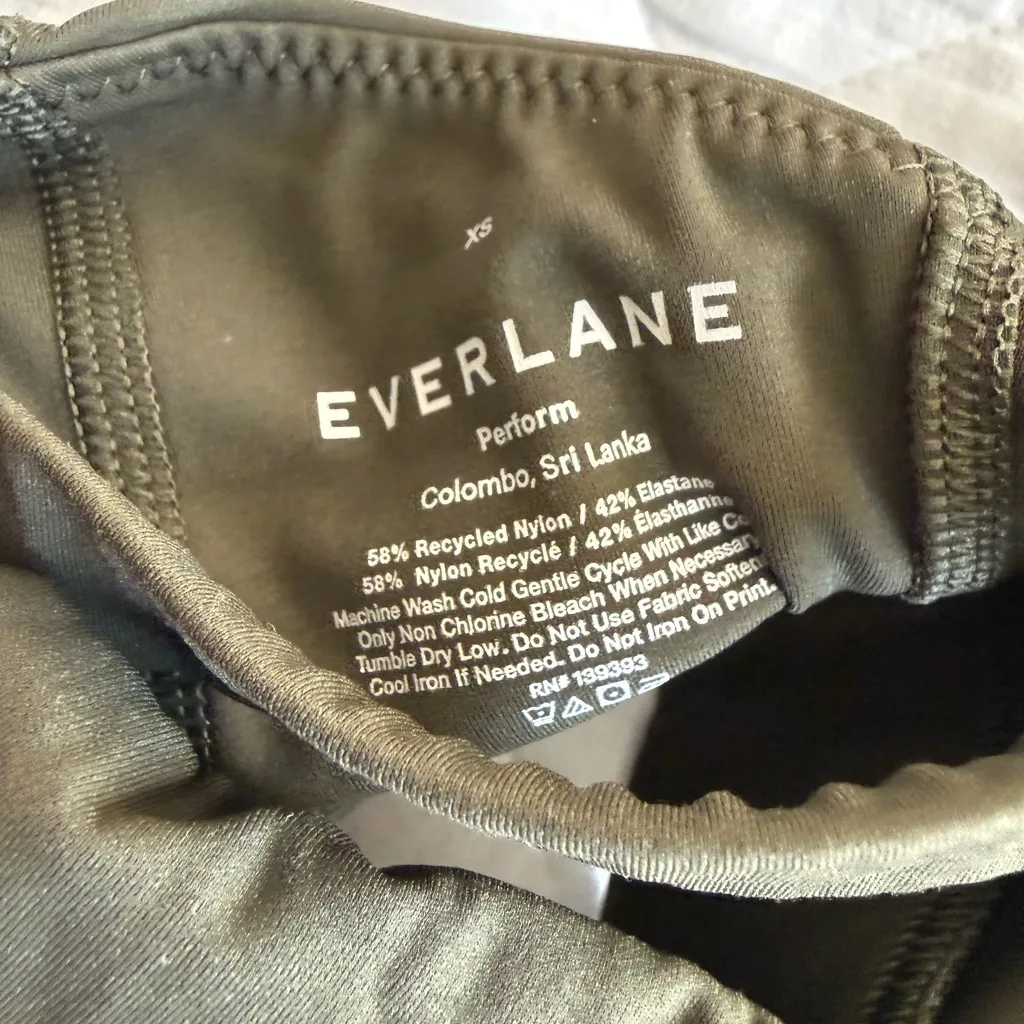 XS
EVERLANE
Perform
Colombo, Sri Lanka
58% Recycled Nylon / 42% Elastane
58% Nylon Recyclé / 42% Élasthanne
Machine Wash Cold Gentle Cycle With Like
Only Non Chlorine Bleach When Necessary
Tumble Dry Low. Do Not Use Fabric
Cool Iron If Needed. Do Not Iron On Print.
RN# 139393